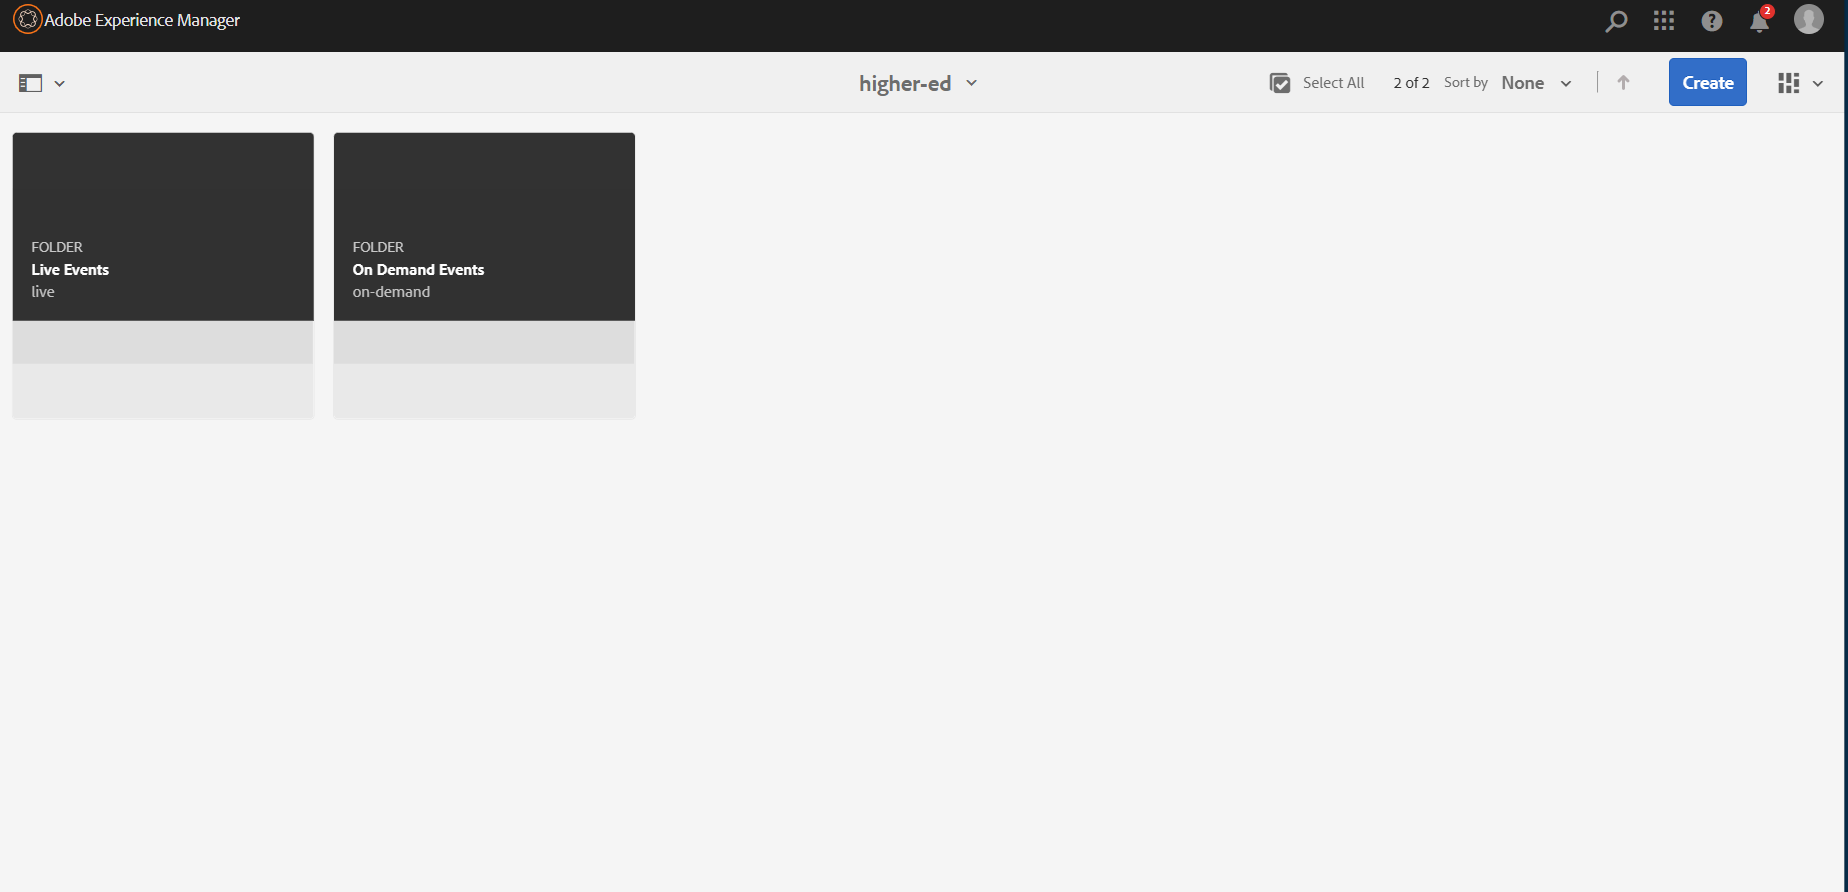 Adobe Experience Manager
2
higher-ed
Select All 2 of 2 Sort by None
Create
FOLDER
Live Events
live
FOLDER
On Demand Events
on-demand